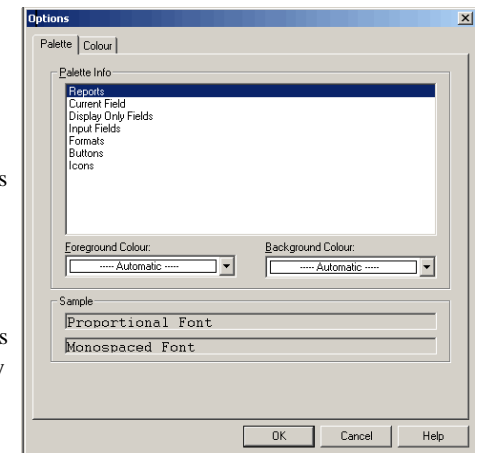 Options
Palette Colour
Palette Info
Reports
Current Field
Display Only Fields
Input Fields
Formats
Buttons
Icons
s
Foreground Colour: Background Colour:
----- Automatic ----- ----- Automatic -----
Sample
Proportional Font
s
Monospaced Font
OK Cancel Help